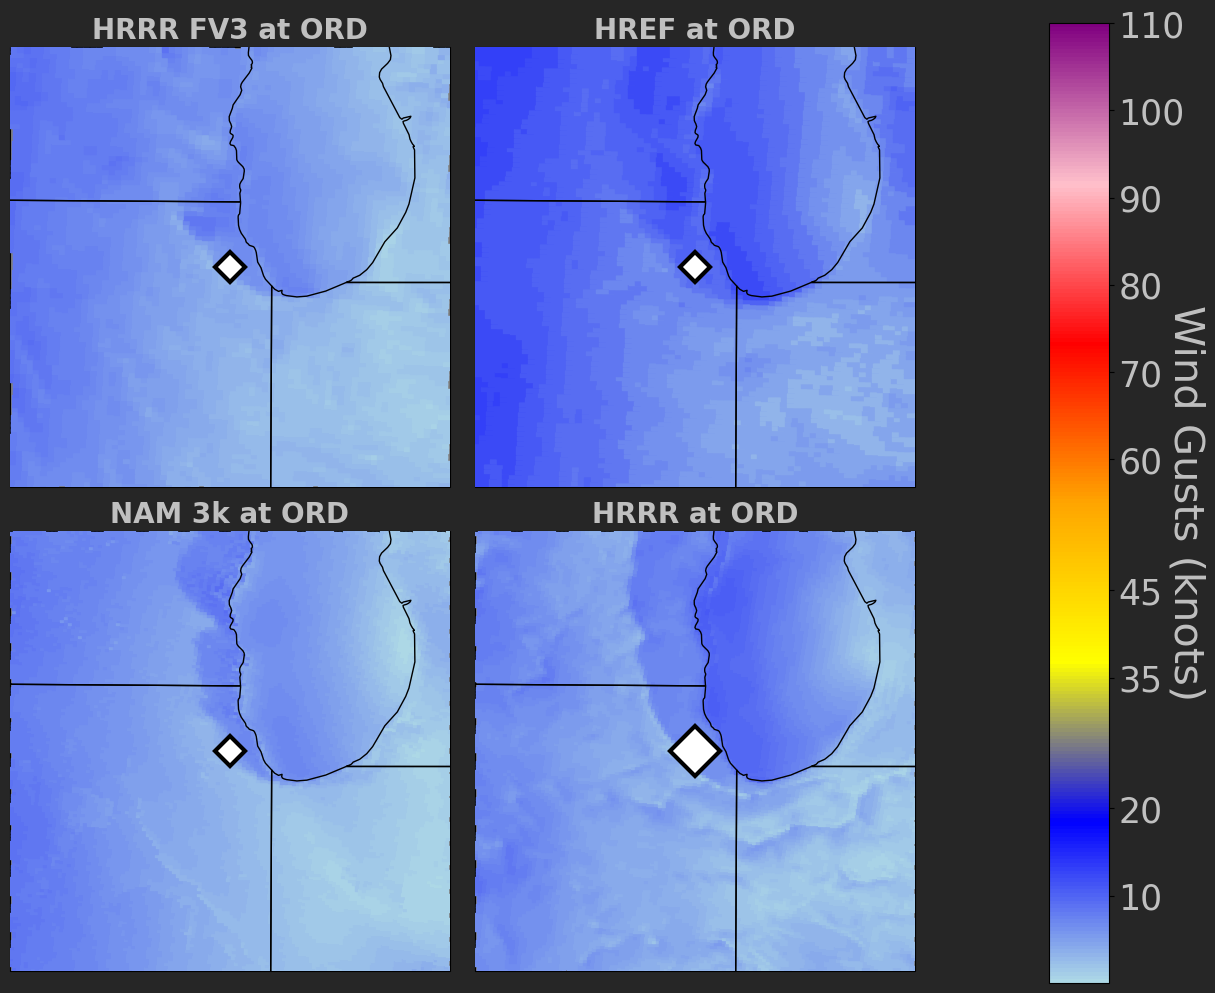 HRRR FV3 at ORD
HREF at ORD
NAM 3k at ORD
HRRR at ORD
110
100
90
80
70
60
45
35
20
10
Wind Gusts (knots)